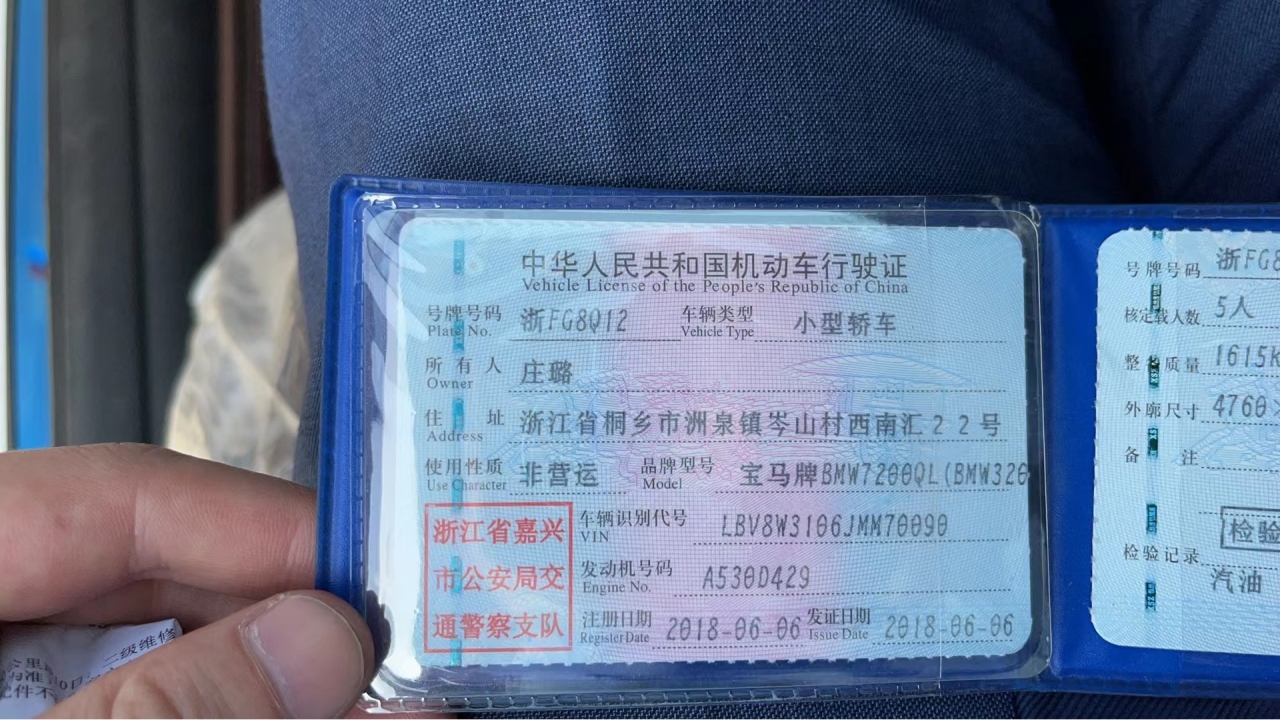 中华人民共和国机动车行驶证
Vehicle License of the People's Republic of China
号牌号码 浙FG8Q12 车辆类型 小型轿车
Plate No. Vehicle Type
所有人 庄璐
Owner
住址 浙江省桐乡市洲泉镇岑山村西南汇22号
Address
使用性质 非营运 品牌型号 宝马牌BMW7200QL(BMW320
Use Character Model
浙江省嘉兴
市公安局交
通警察支队
车辆识别代号 LBV8W3106JMM70090
VIN
发动机号码 A530D429
Engine No.
注册日期 2018-06-06 发证日期 2018-06-06
Register Date Issue Date
号牌号码 浙FG8
核定载人数 5人
整备质量 1615K
外廓尺寸 4760
备注
检验
检验记录
汽油
二级维修
公里